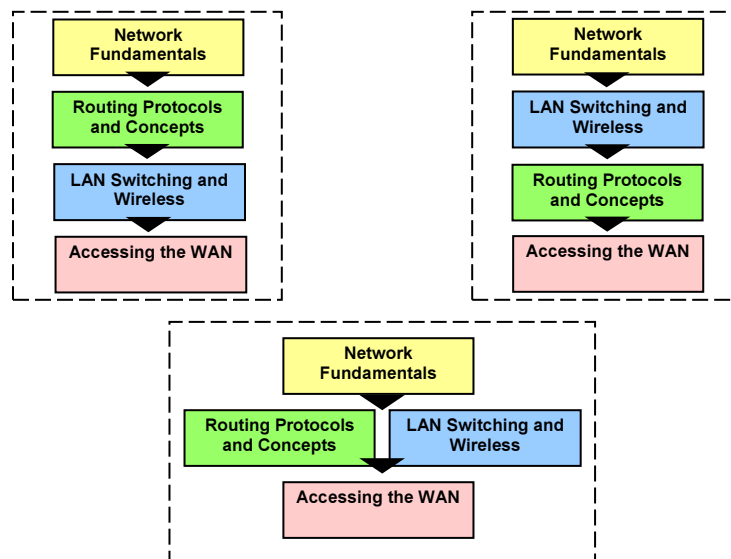 Network
Fundamentals
Routing Protocols
and Concepts
LAN Switching and
Wireless
Accessing the WAN
Network
Fundamentals
LAN Switching and
Wireless
Routing Protocols
and Concepts
Accessing the WAN
Network
Fundamentals
Routing Protocols
and Concepts
LAN Switching and
Wireless
Accessing the WAN